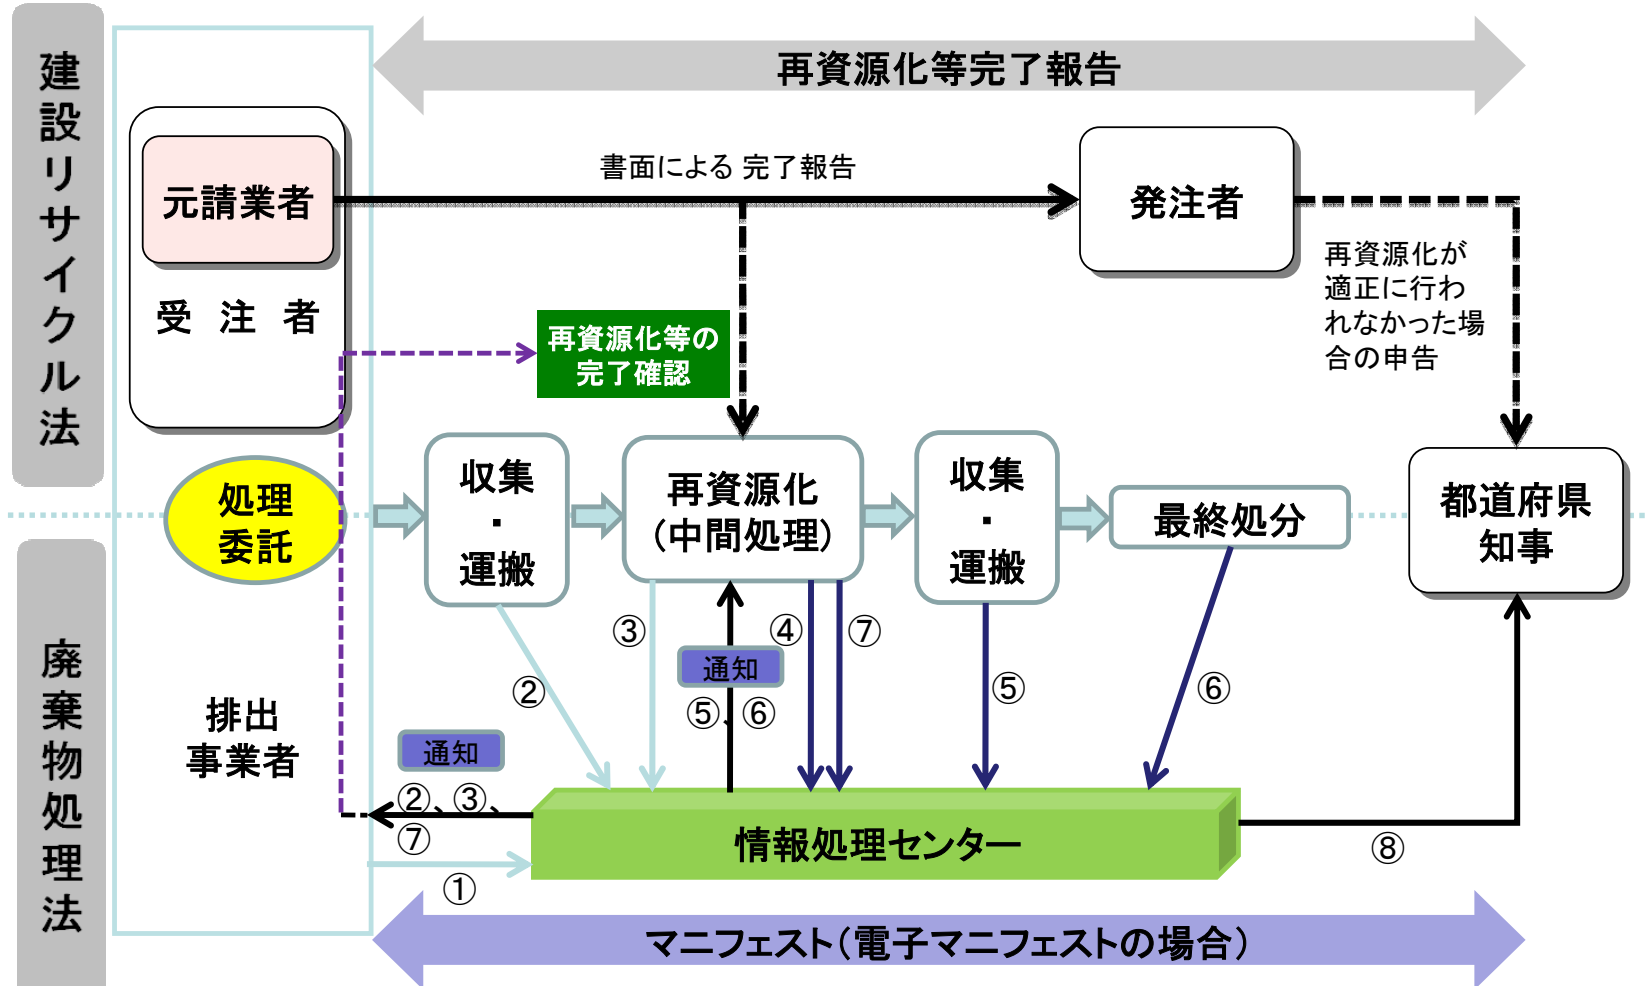 建設リサイクル法
再資源化等完了報告
元請業者
受 注 者
書面による 完了報告
発注者
再資源化が
適正に行わ
れなかった場
合の申告
再資源化等の
完了確認
処理
委託
収集
・
運搬
再資源化
（中間処理）
収集
・
運搬
最終処分
都道府県
知事
廃棄物処理法
排出
事業者
②
③
通知
⑤、⑥
④
⑦
⑤
⑥
通知
②、③、
⑦
①
情報処理センター
⑧
マニフェスト（電子マニフェストの場合）